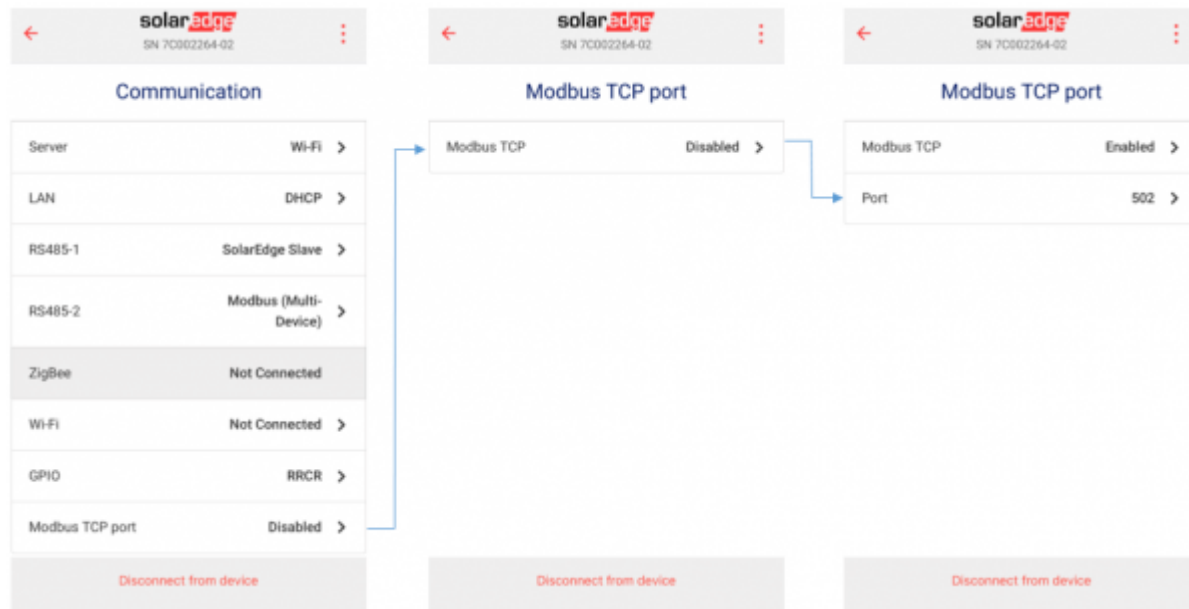 solaredge
SN 7C002264-02
Communication
Server Wi-Fi
LAN DHCP
RS485-1 SolarEdge Slave
RS485-2 Modbus (Multi-
Device)
ZigBee Not Connected
Wi-Fi Not Connected
GPIO RRCR
Modbus TCP port Disabled
Disconnect from device
solaredge
SN 7C002264-02
Modbus TCP port
Modbus TCP Disabled
Disconnect from device
solaredge
SN 7C002264-02
Modbus TCP port
Modbus TCP Enabled
Port 502
Disconnect from device